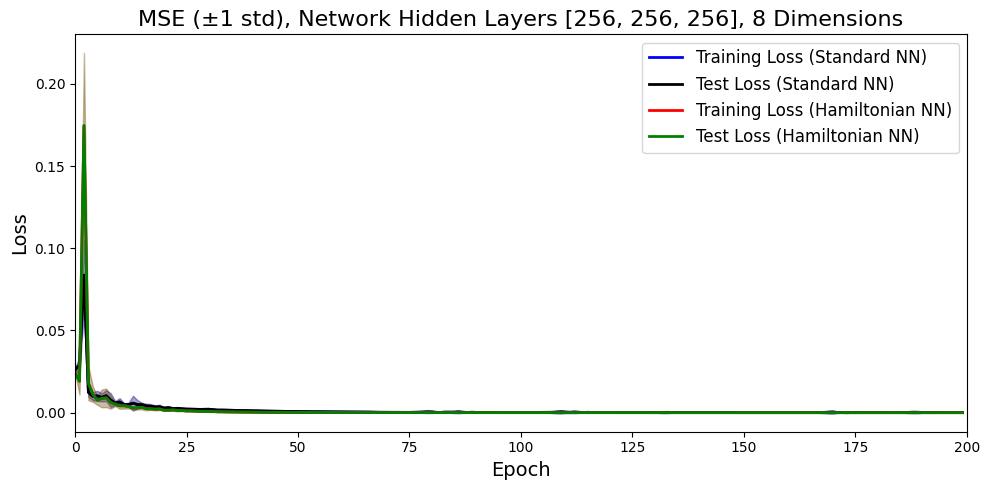 MSE (±1 std), Network Hidden Layers [256, 256, 256], 8 Dimensions
Training Loss (Standard NN)
Test Loss (Standard NN)
Training Loss (Hamiltonian NN)
Test Loss (Hamiltonian NN)
Loss
0.20
0.15
0.10
0.05
0.00
0 25 50 75 100 125 150 175 200
Epoch